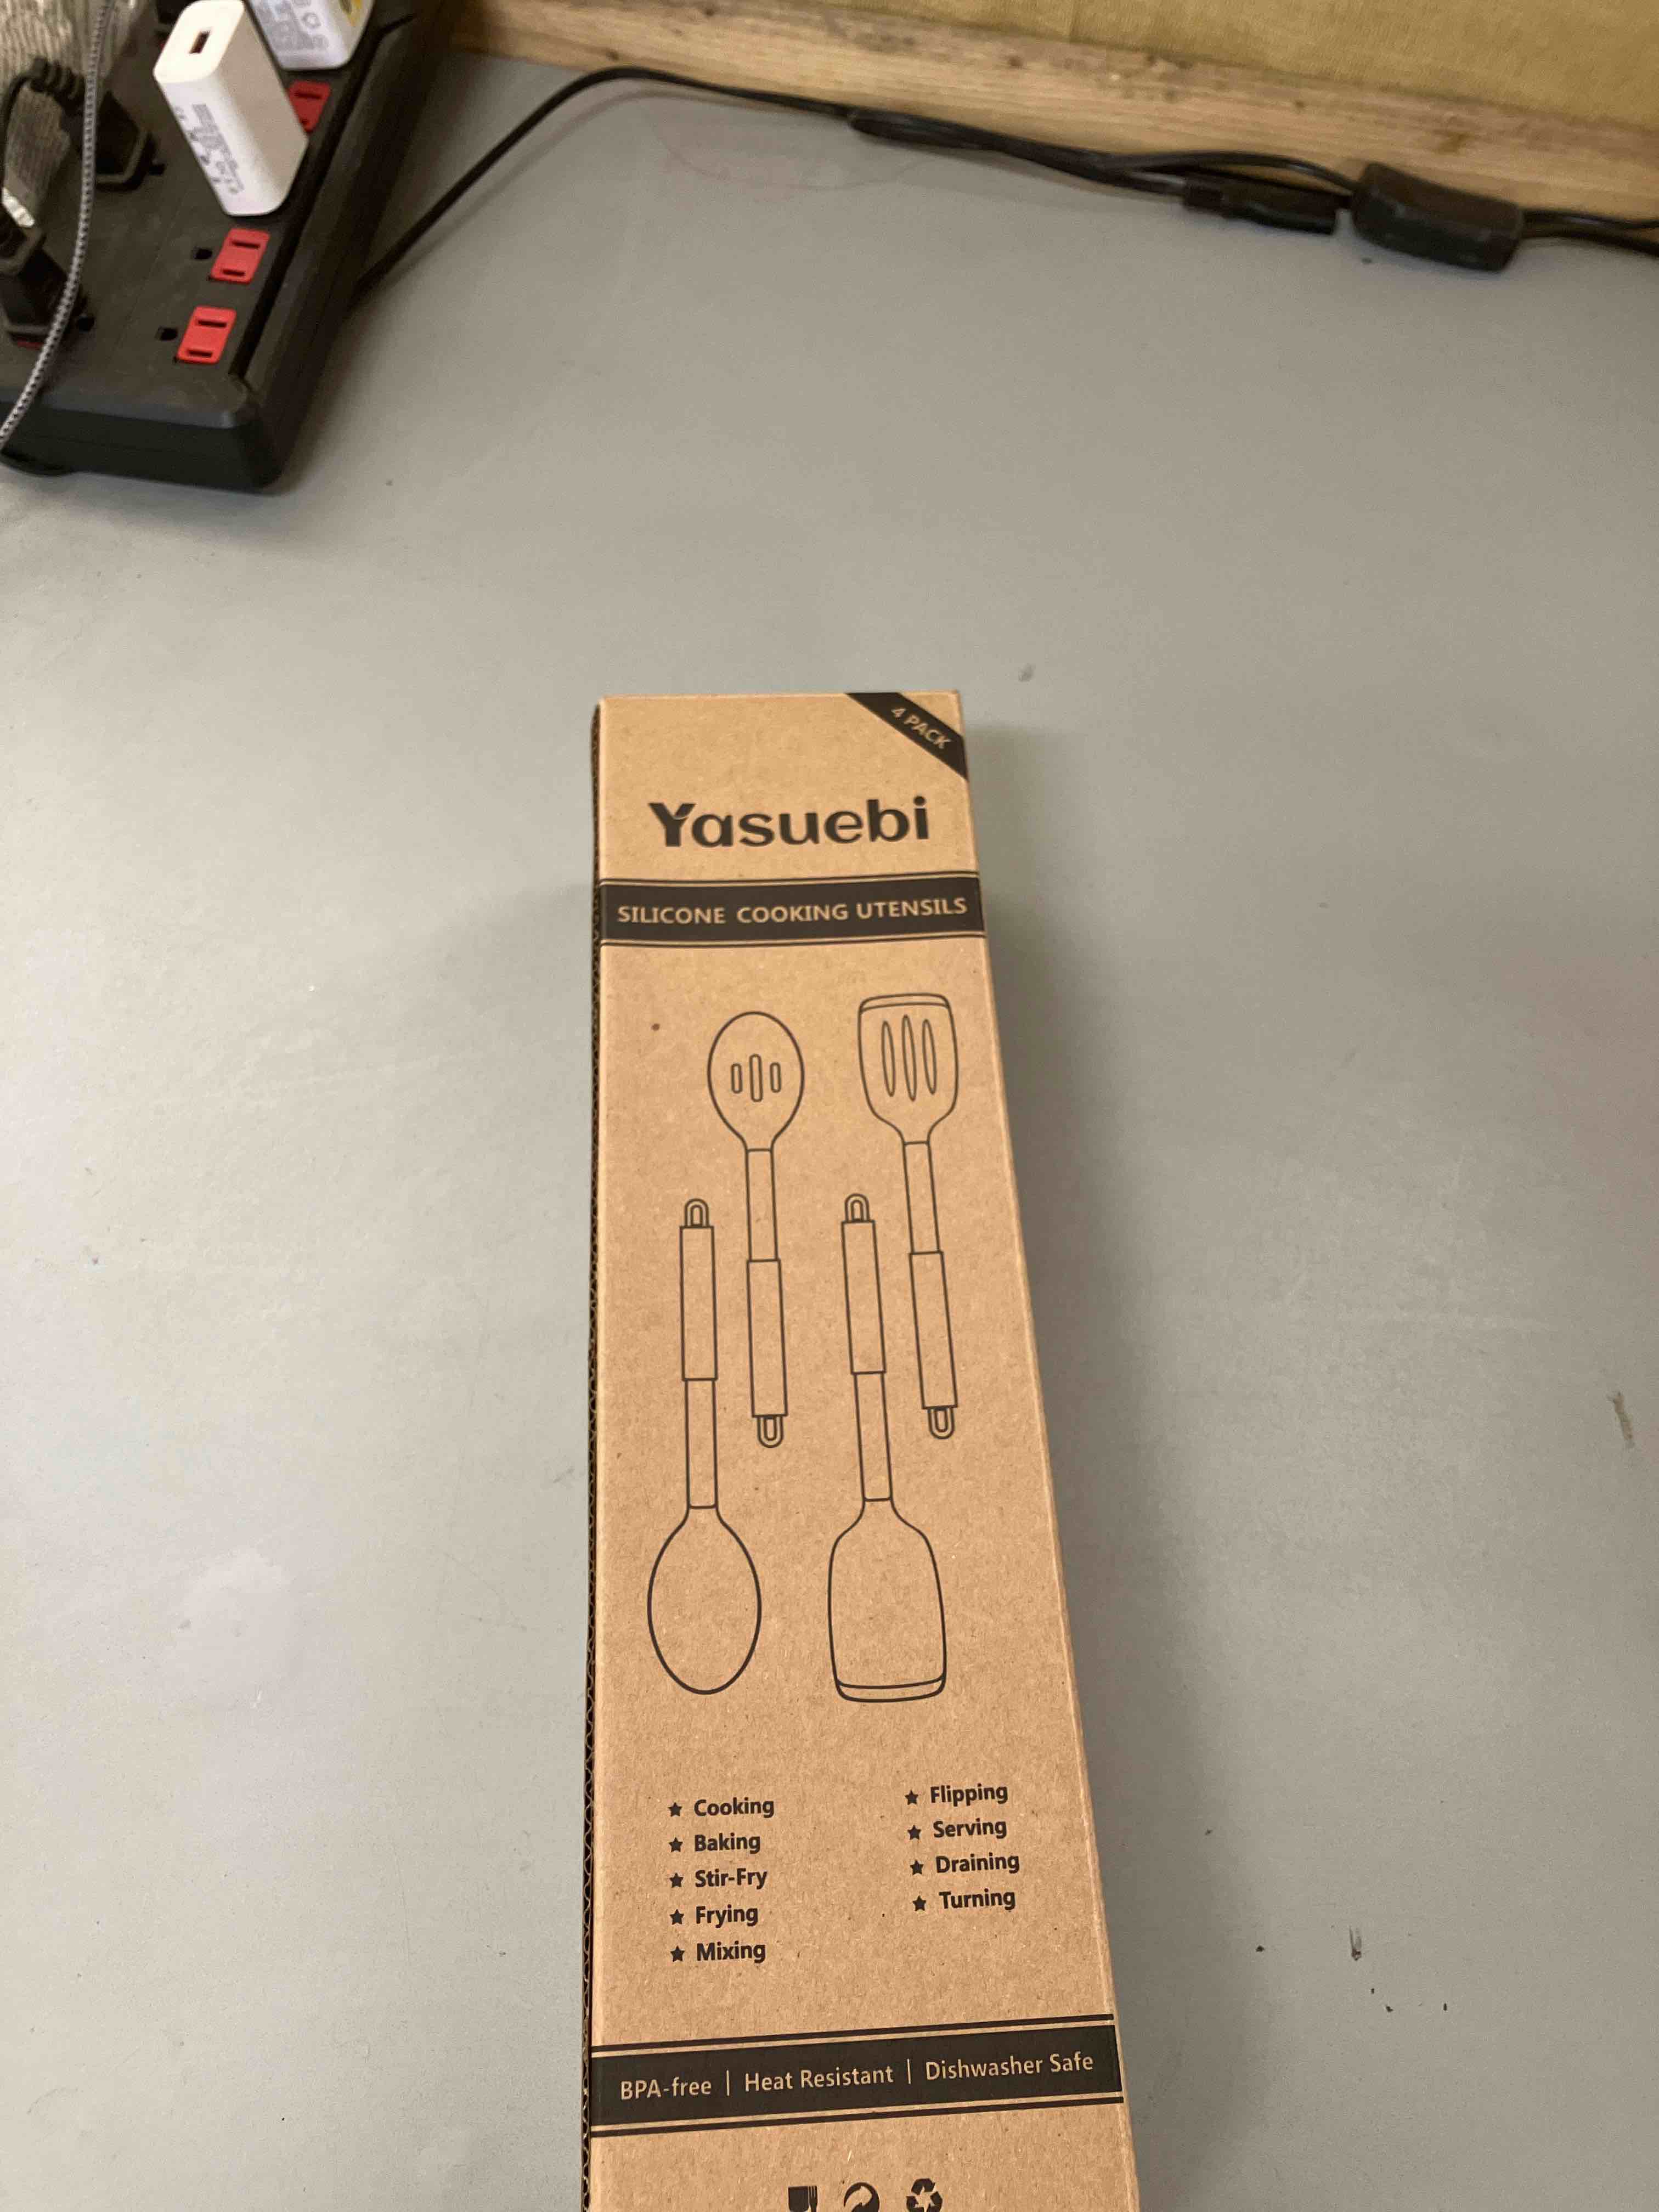 4 PACK
Yasuebi
SILICONE COOKING UTENSILS
★ Cooking
★ Baking
★ Stir-Fry
★ Frying
★ Mixing
★ Flipping
★ Serving
★ Draining
★ Turning
BPA-free | Heat Resistant | Dishwasher Safe